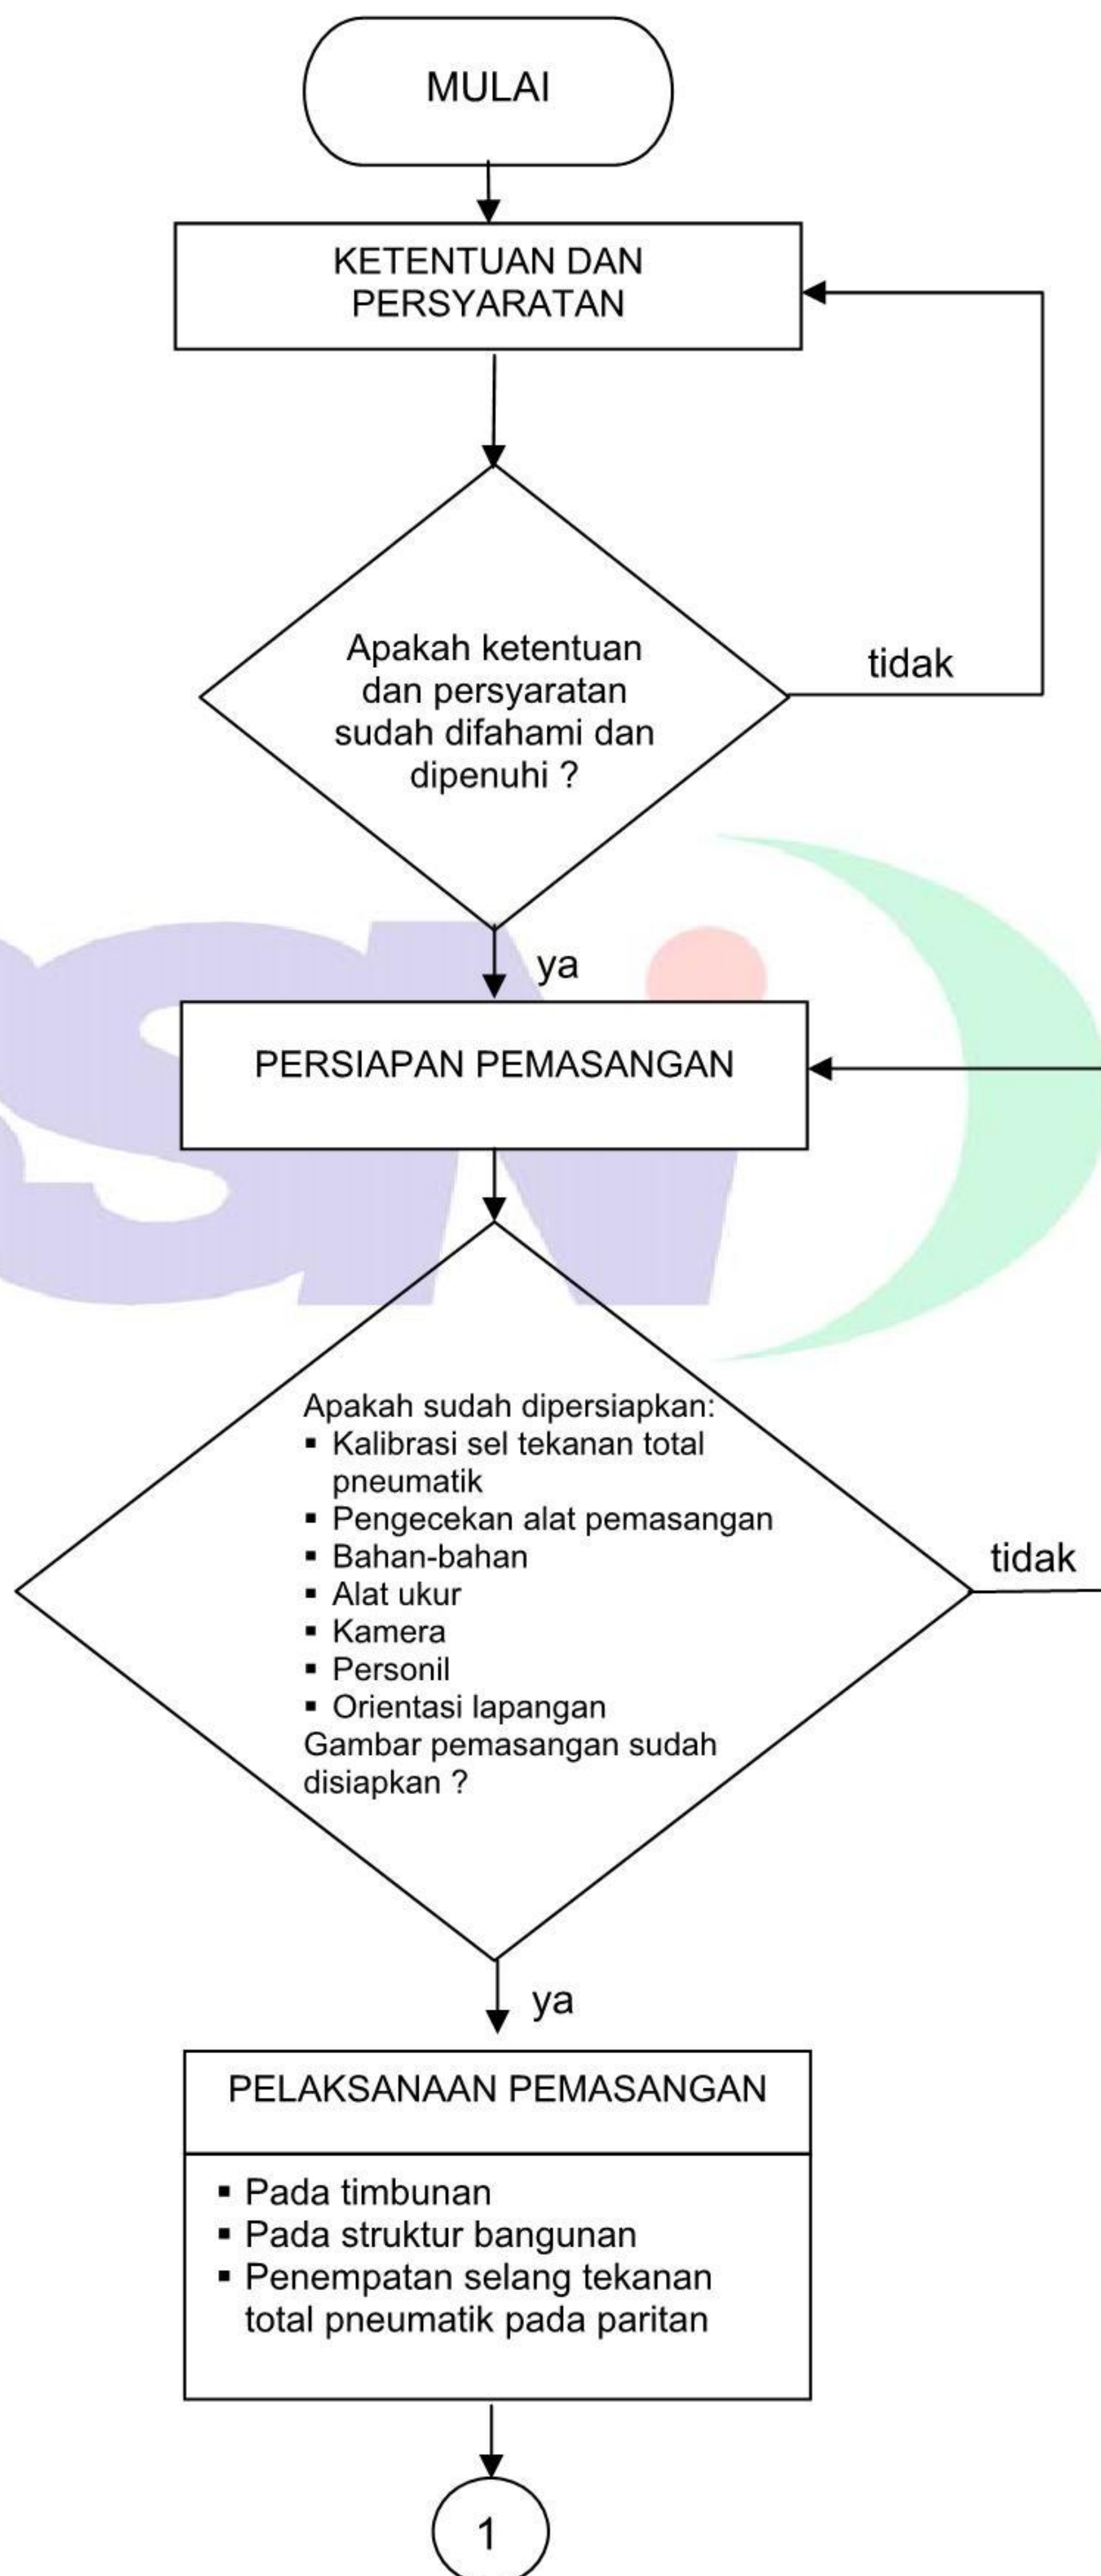 MULAI
KETENTUAN DAN
PERSYARATAN
Apakah ketentuan
dan persyaratan
sudah difahami dan
dipenuhi ?
tidak
ya
PERSIAPAN PEMASANGAN
Apakah sudah dipersiapkan:
▪ Kalibrasi sel tekanan total
pneumatik
▪ Pengecekan alat pemasangan
▪ Bahan-bahan
▪ Alat ukur
▪ Kamera
▪ Personil
▪ Orientasi lapangan
Gambar pemasangan sudah
disiapkan ?
tidak
ya
PELAKSANAAN PEMASANGAN
▪ Pada timbunan
▪ Pada struktur bangunan
▪ Penempatan selang tekanan
total pneumatik pada paritan
1
SNI